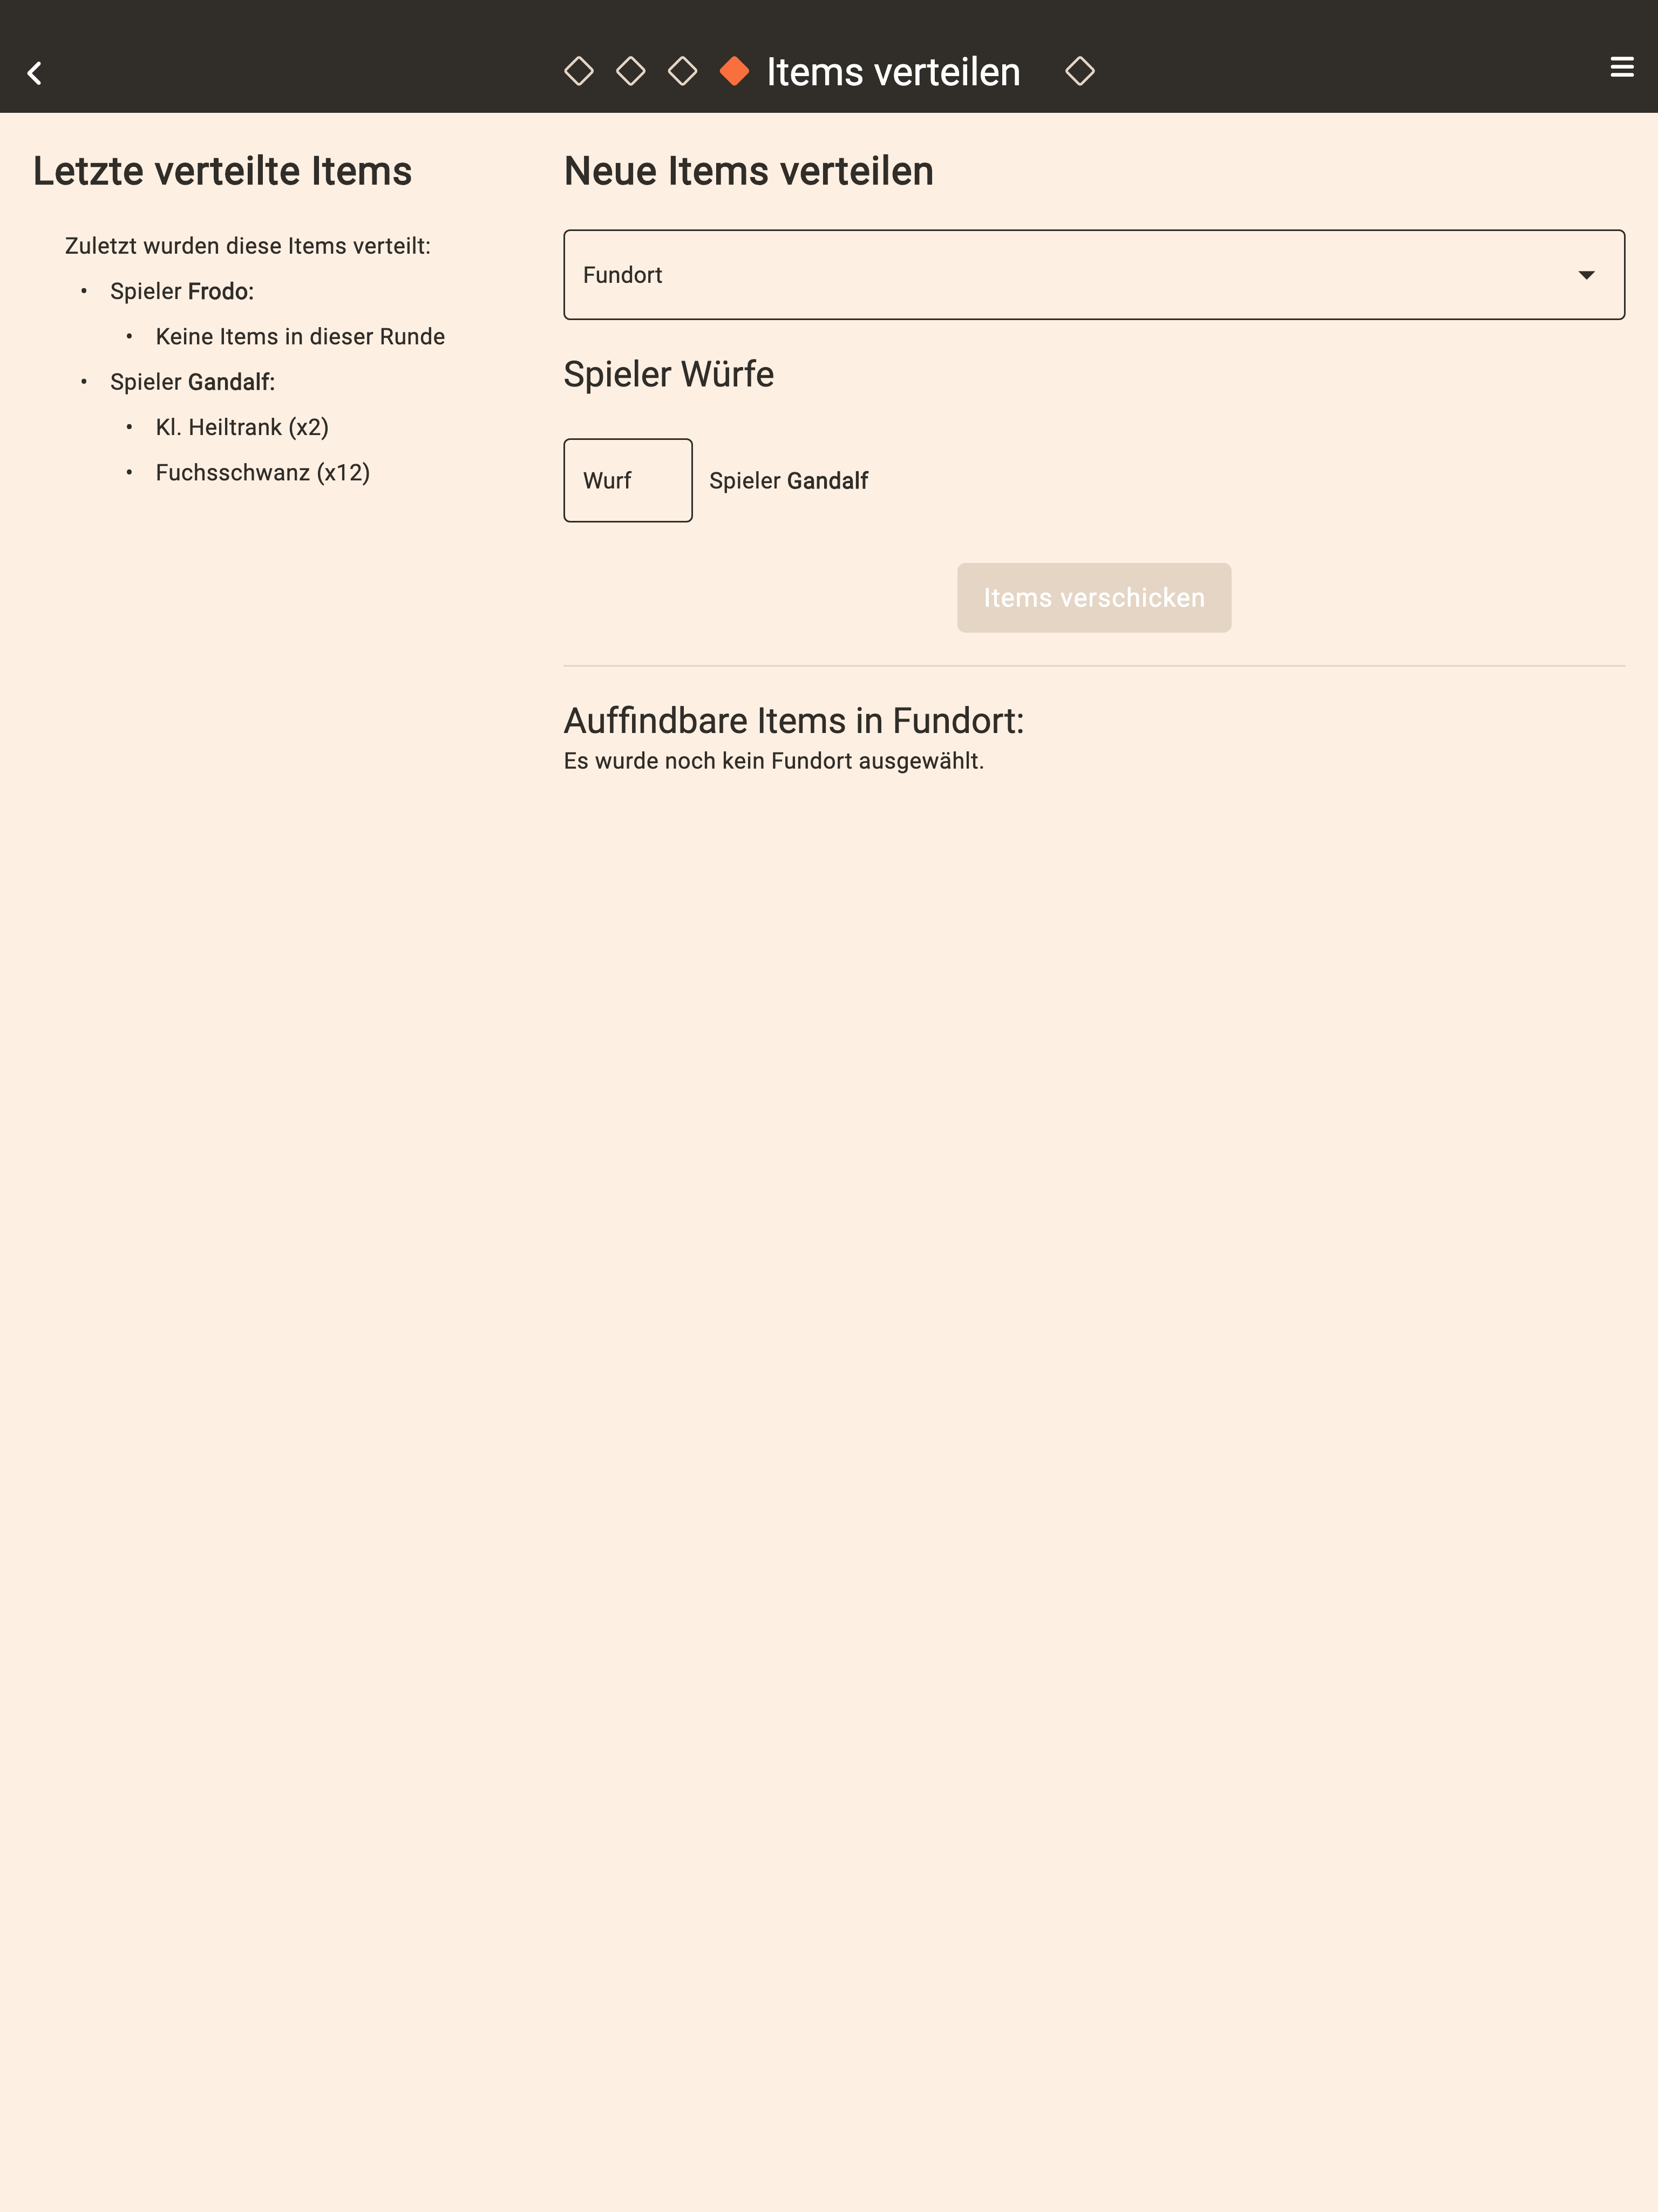 Items verteilen
Letzte verteilte Items
Zuletzt wurden diese Items verteilt:
• Spieler Frodo:
• Keine Items in dieser Runde
• Spieler Gandalf:
• Kl. Heiltrank (x2)
• Fuchsschwanz (x12)
Neue Items verteilen
Fundort
Spieler Würfe
Wurf Spieler Gandalf
Items verschicken
Auffindbare Items in Fundort:
Es wurde noch kein Fundort ausgewählt.